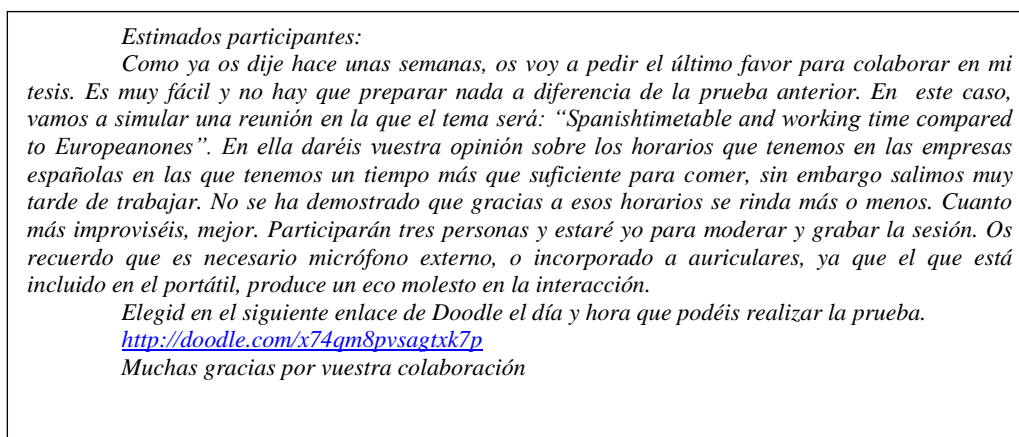 Estimados participantes:
Como ya os dije hace unas semanas, os voy a pedir el último favor para colaborar en mi
tesis. Es muy fácil y no hay que preparar nada a diferencia de la prueba anterior. En este caso,
vamos a simular una reunión en la que el tema será: “Spanishtimetable and working time compared
to Europeanones”. En ella daréis vuestra opinión sobre los horarios que tenemos en las empresas
españolas en las que tenemos un tiempo más que suficiente para comer, sin embargo salimos muy
tarde de trabajar. No se ha demostrado que gracias a esos horarios se rinda más o menos. Cuanto
más improviséis, mejor. Participarán tres personas y estaré yo para moderar y grabar la sesión. Os
recuerdo que es necesario micrófono externo, o incorporado a auriculares, ya que el que está
incluido en el portátil, produce un eco molesto en la interacción.
Elegid en el siguiente enlace de Doodle el día y hora que podéis realizar la prueba.
http://doodle.com/x74qm8pvsagtxk7p
Muchas gracias por vuestra colaboración